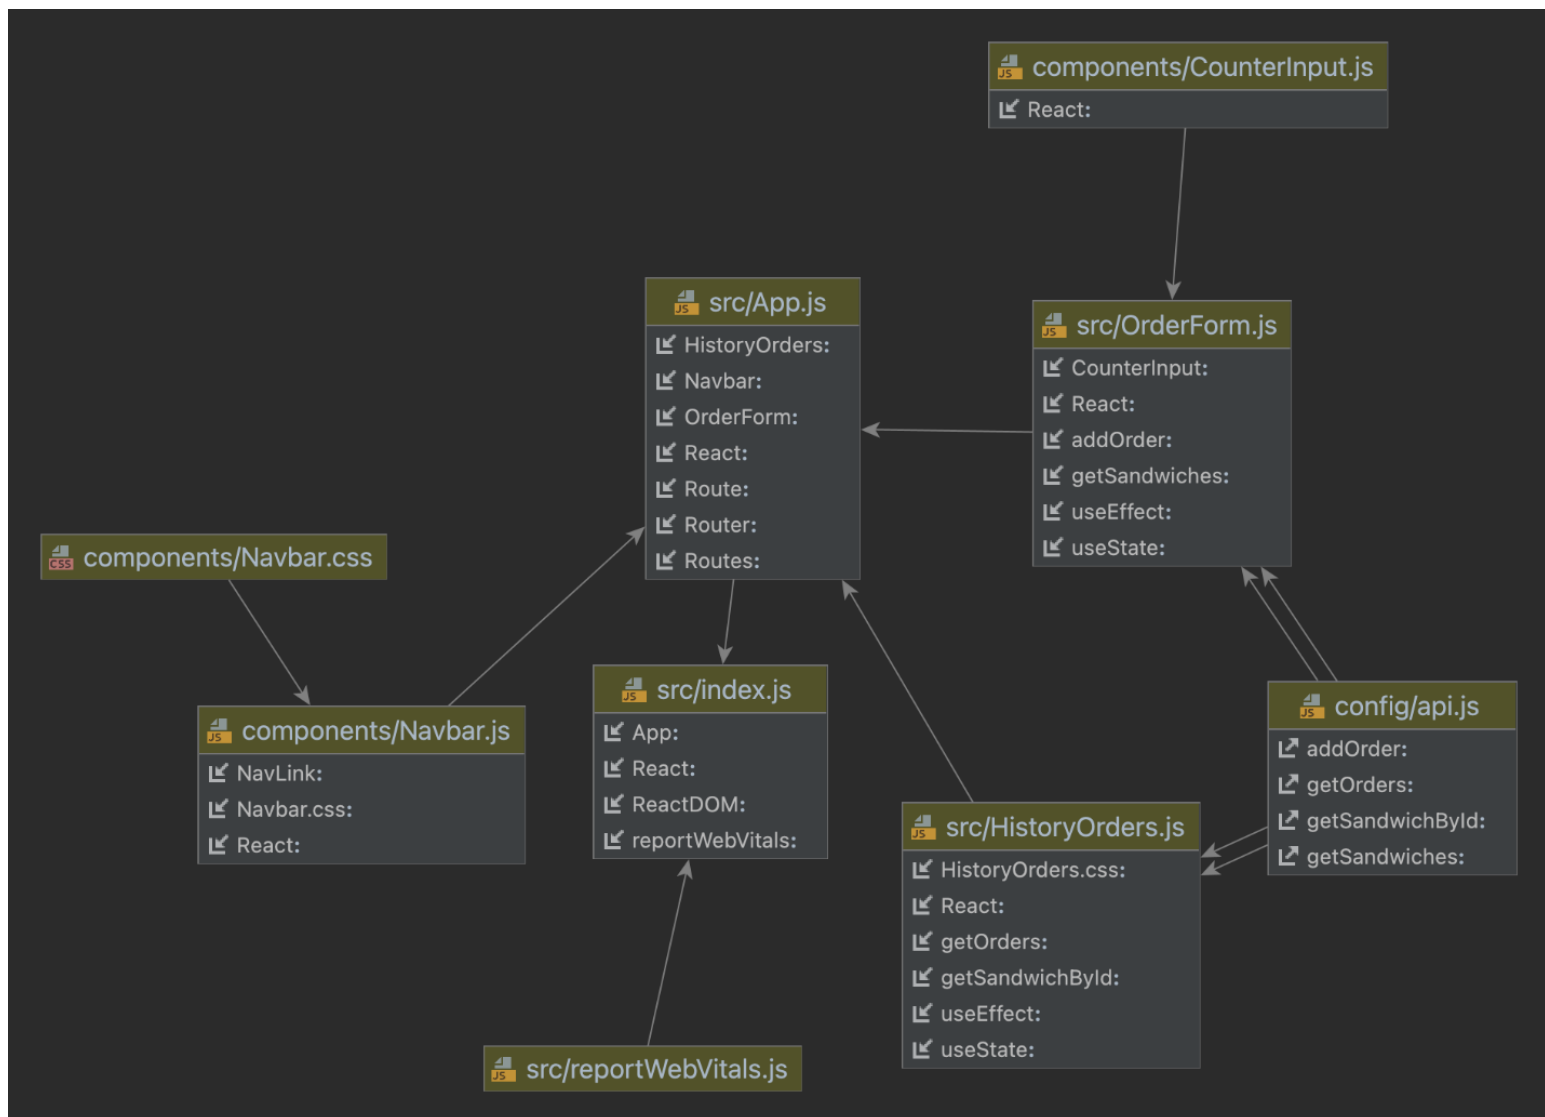 components/CounterInput.js
React:
src/App.js
HistoryOrders:
Navbar:
OrderForm:
React:
Route:
Router:
Routes:
src/OrderForm.js
CounterInput:
React:
addOrder:
getSandwiches:
useEffect:
useState:
components/Navbar.css
components/Navbar.js
NavLink:
Navbar.css:
React:
src/index.js
App:
React:
ReactDOM:
reportWebVitals:
config/api.js
addOrder:
getOrders:
getSandwichById:
getSandwiches:
src/HistoryOrders.js
HistoryOrders.css:
React:
getOrders:
getSandwichById:
useEffect:
useState:
src/reportWebVitals.js